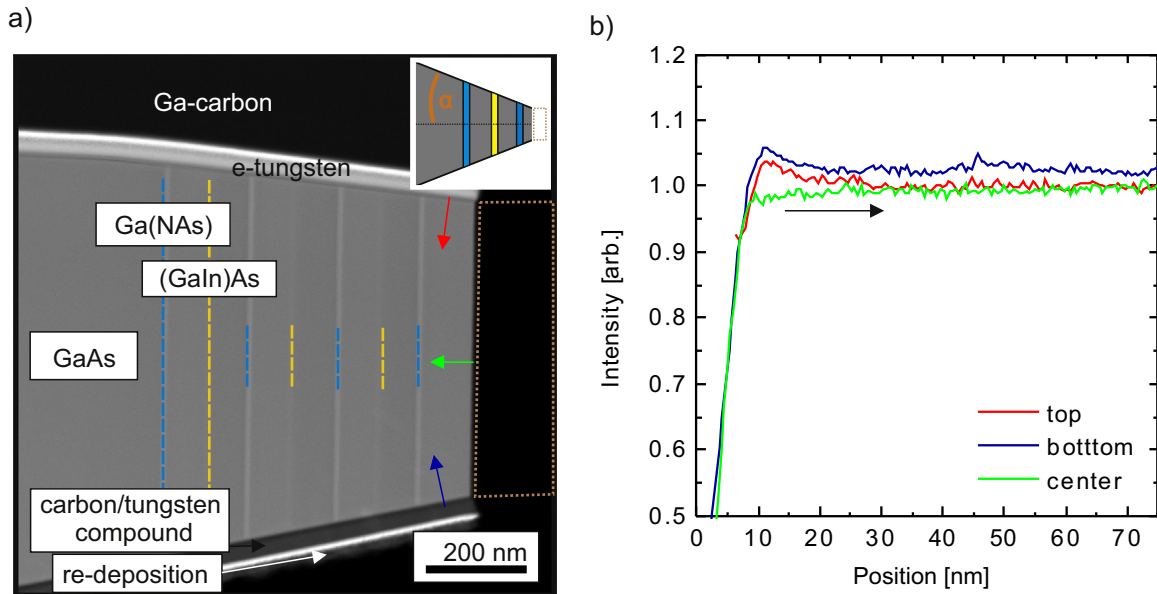 a)
Ga-carbon
α
e-tungsten
Ga(NAs)
(GaIn)As
GaAs
carbon/tungsten
compound
re-deposition
200 nm
b)
1.2
1.1
1.0
0.9
0.8
0.7
0.6
0.5
Intensity [arb.]
top
botttom
center
0 10 20 30 40 50 60 70
Position [nm]